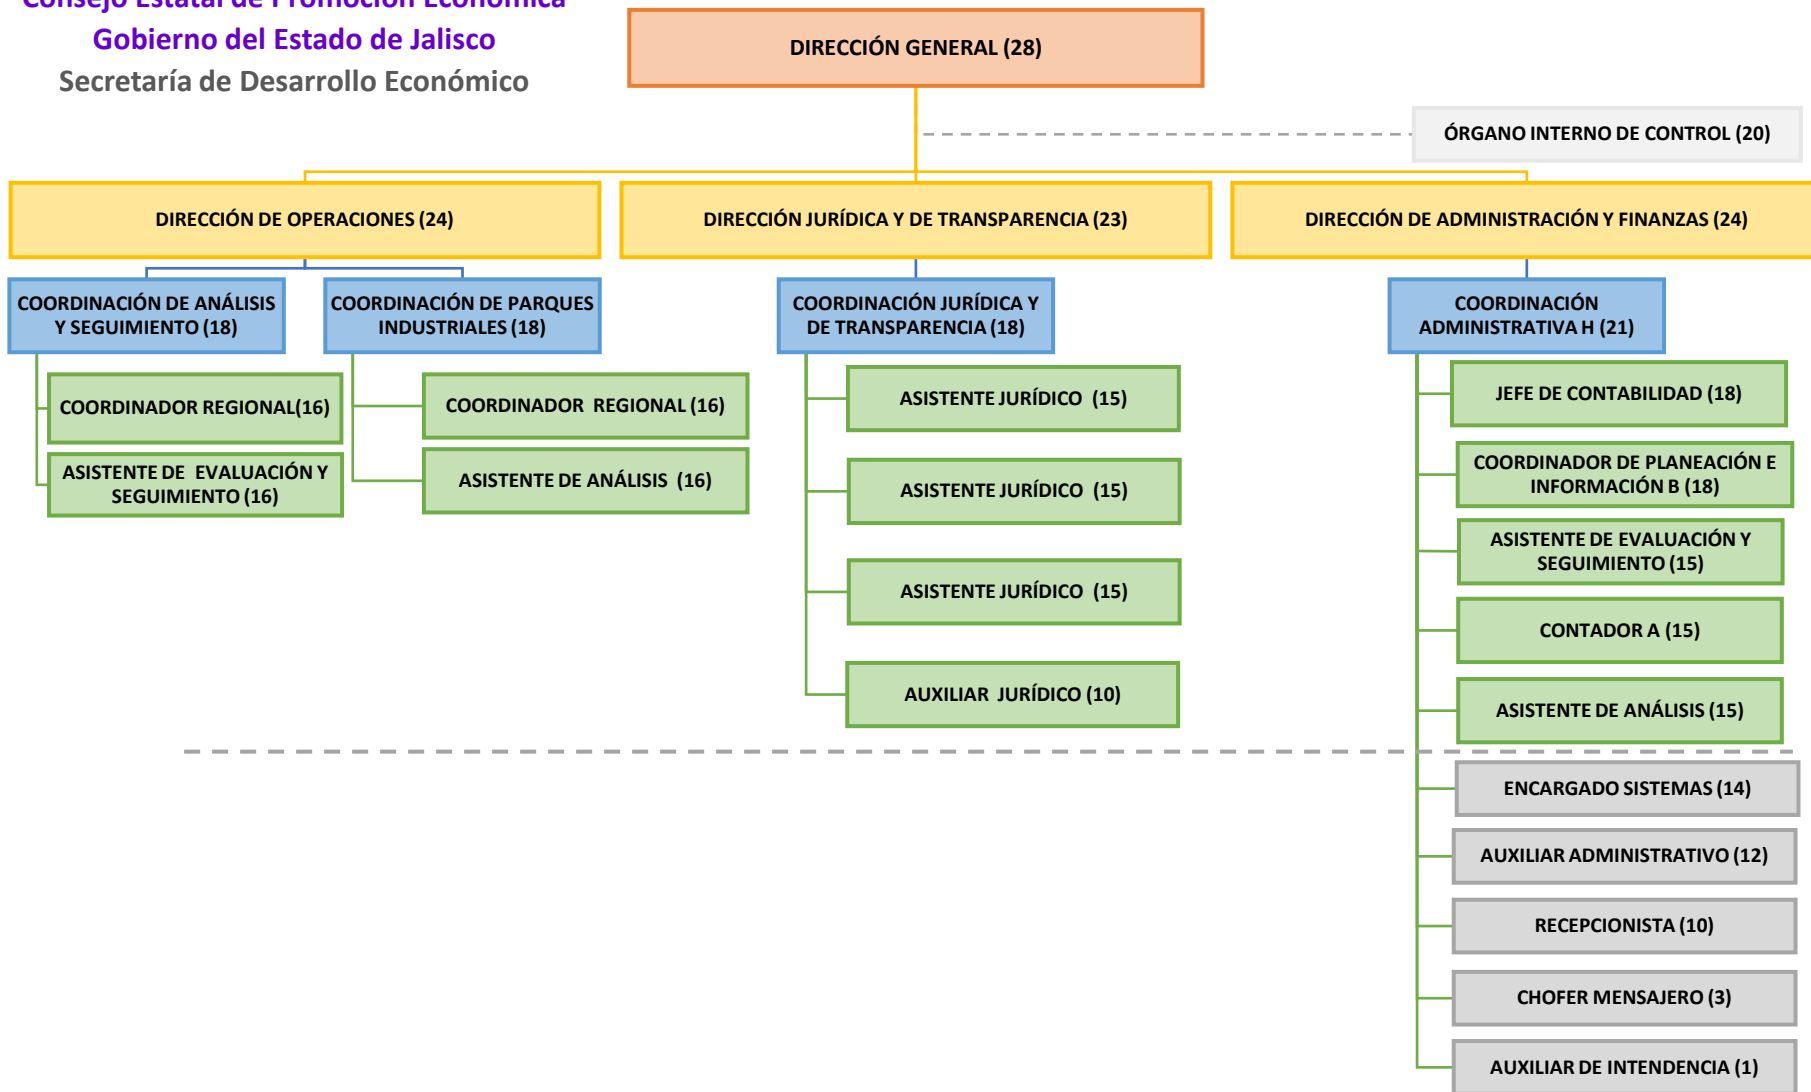 Consejo Estatal de Promoción Económica
Gobierno del Estado de Jalisco
Secretaría de Desarrollo Económico
DIRECCIÓN GENERAL (28)
ÓRGANO INTERNO DE CONTROL (20)
DIRECCIÓN DE OPERACIONES (24)
DIRECCIÓN JURÍDICA Y DE TRANSPARENCIA (23)
DIRECCIÓN DE ADMINISTRACIÓN Y FINANZAS (24)
COORDINACIÓN DE ANÁLISIS
Y SEGUIMIENTO (18)
COORDINACIÓN DE PARQUES
INDUSTRIALES (18)
COORDINACIÓN JURÍDICA Y
DE TRANSPARENCIA (18)
COORDINACIÓN
ADMINISTRATIVA H (21)
COORDINADOR REGIONAL(16)
ASISTENTE DE EVALUACIÓN Y
SEGUIMIENTO (16)
COORDINADOR REGIONAL (16)
ASISTENTE DE ANÁLISIS (16)
ASISTENTE JURÍDICO (15)
ASISTENTE JURÍDICO (15)
ASISTENTE JURÍDICO (15)
AUXILIAR JURÍDICO (10)
JEFE DE CONTABILIDAD (18)
COORDINADOR DE PLANEACIÓN E
INFORMACIÓN B (18)
ASISTENTE DE EVALUACIÓN Y
SEGUIMIENTO (15)
CONTADOR A (15)
ASISTENTE DE ANÁLISIS (15)
ENCARGADO SISTEMAS (14)
AUXILIAR ADMINISTRATIVO (12)
RECEPCIONISTA (10)
CHOFER MENSAJERO (3)
AUXILIAR DE INTENDENCIA (1)